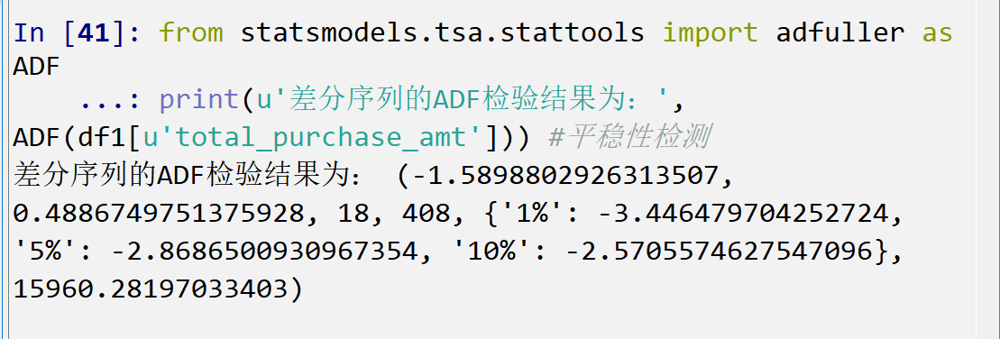 In [41]: from statsmodels.tsa.stattools import adfuller as
ADF
...: print(u'差分序列的ADF检验结果为：',
ADF(df1[u'total_purchase_amt'])) #平稳性检测
差分序列的ADF检验结果为： (-1.5898802926313507,
0.4886749751375928, 18, 408, {'1%': -3.446479704252724,
'5%': -2.8686500930967354, '10%': -2.5705574627547096},
15960.28197033403)